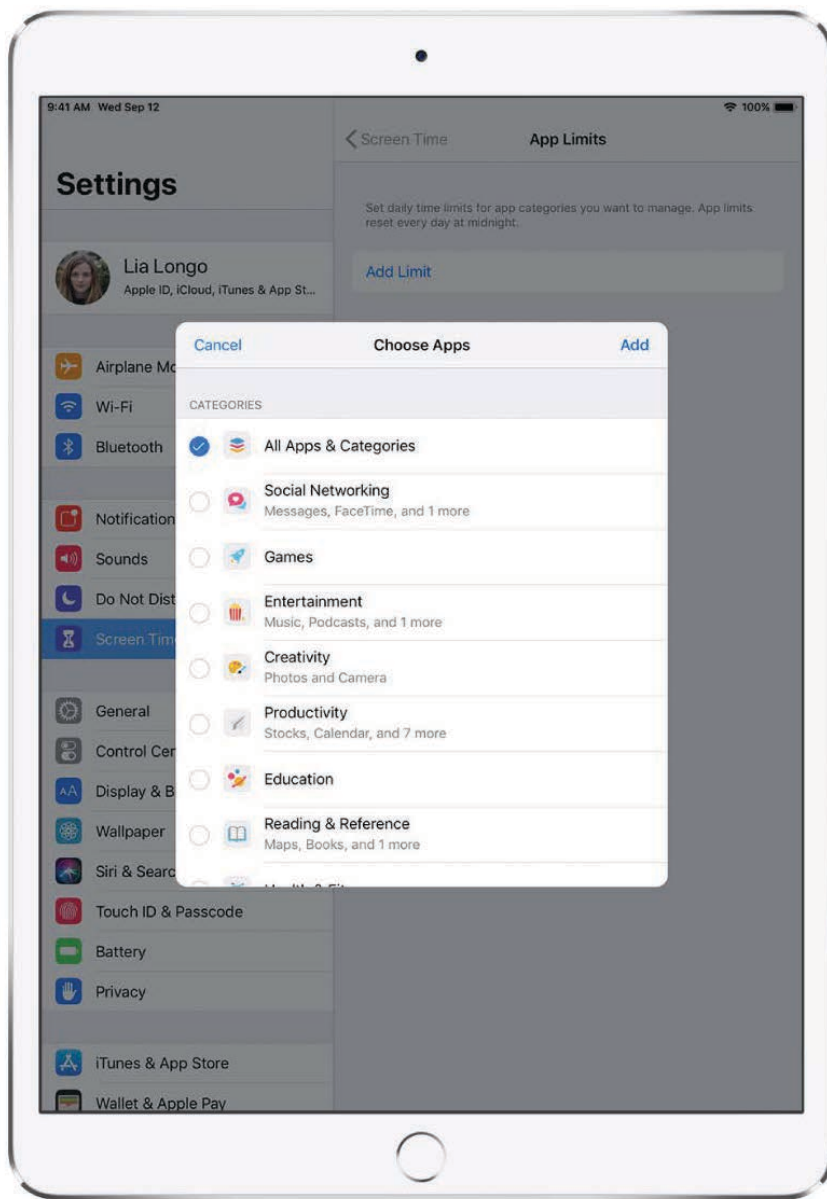 9:41 AM Wed Sep 12
100%
Screen Time
App Limits
Settings
Set daily time limits for app categories you want to manage. App limits
reset every day at midnight.
Lia Longo
Apple ID, iCloud, iTunes & App St...
Add Limit
Cancel
Choose Apps
Add
CATEGORIES
All Apps & Categories
Social Networking
Messages, FaceTime, and 1 more
Games
Entertainment
Music, Podcasts, and 1 more
Creativity
Photos and Camera
Productivity
Stocks, Calendar, and 7 more
Education
Reading & Reference
Maps, Books, and 1 more
Airplane Mo
Wi-Fi
Bluetooth
Notification
Sounds
Do Not Dist
Screen Tim
General
Control Cen
AA
Display & B
Wallpaper
Siri & Searc
Touch ID & Passcode
Battery
Privacy
iTunes & App Store
Wallet & Apple Pay